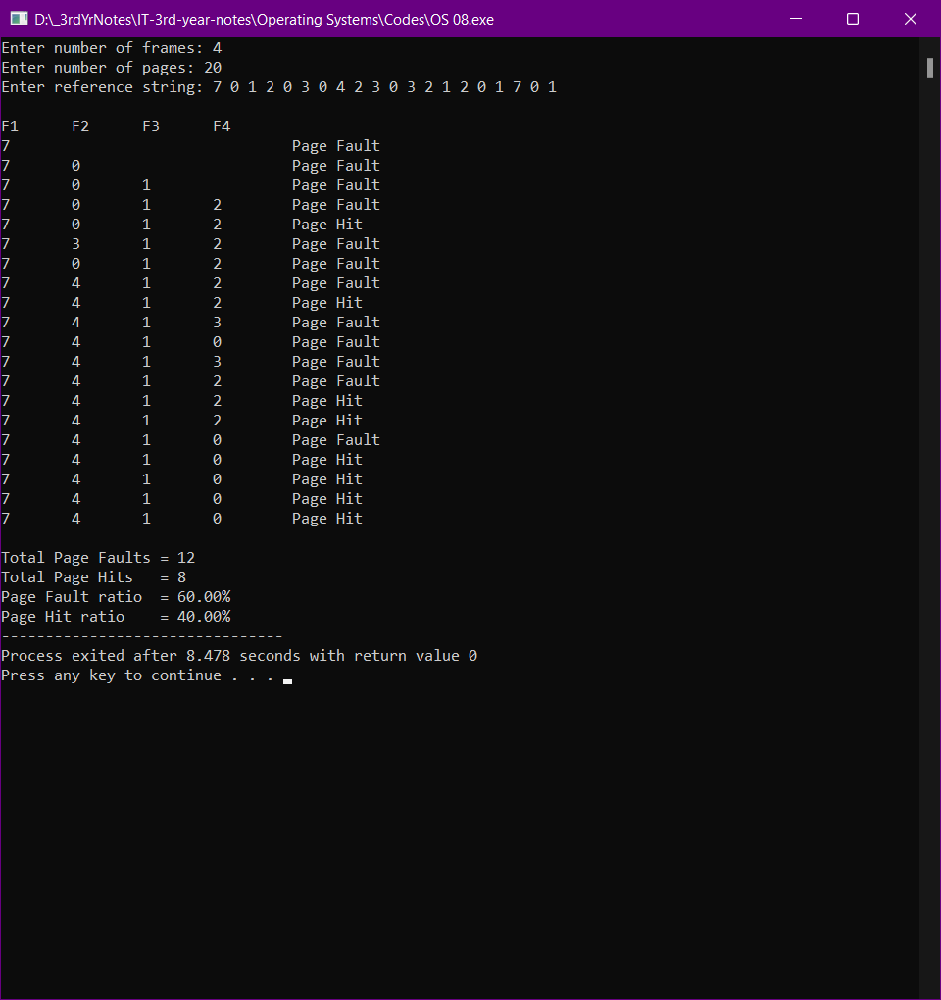 D:\_3rdYrNotes\IT-3rd-year-notes\Operating Systems\Codes\OS 08.exe
Enter number of frames: 4
Enter number of pages: 20
Enter reference string: 7 0 1 2 0 3 0 4 2 3 0 3 2 1 2 0 1 7 0 1
F1 F2 F3 F4
7 Page Fault
7 0 Page Fault
7 0 1 Page Fault
7 0 1 2 Page Fault
7 0 1 2 Page Hit
7 3 1 2 Page Fault
7 0 1 2 Page Fault
7 4 1 2 Page Fault
7 4 1 2 Page Hit
7 4 1 3 Page Fault
7 4 1 0 Page Fault
7 4 1 3 Page Fault
7 4 1 2 Page Fault
7 4 1 2 Page Hit
7 4 1 2 Page Hit
7 4 1 0 Page Fault
7 4 1 0 Page Hit
7 4 1 0 Page Hit
7 4 1 0 Page Hit
7 4 1 0 Page Hit
Total Page Faults = 12
Total Page Hits = 8
Page Fault ratio = 60.00%
Page Hit ratio = 40.00%
--------------------------------
Process exited after 8.478 seconds with return value 0
Press any key to continue . . .